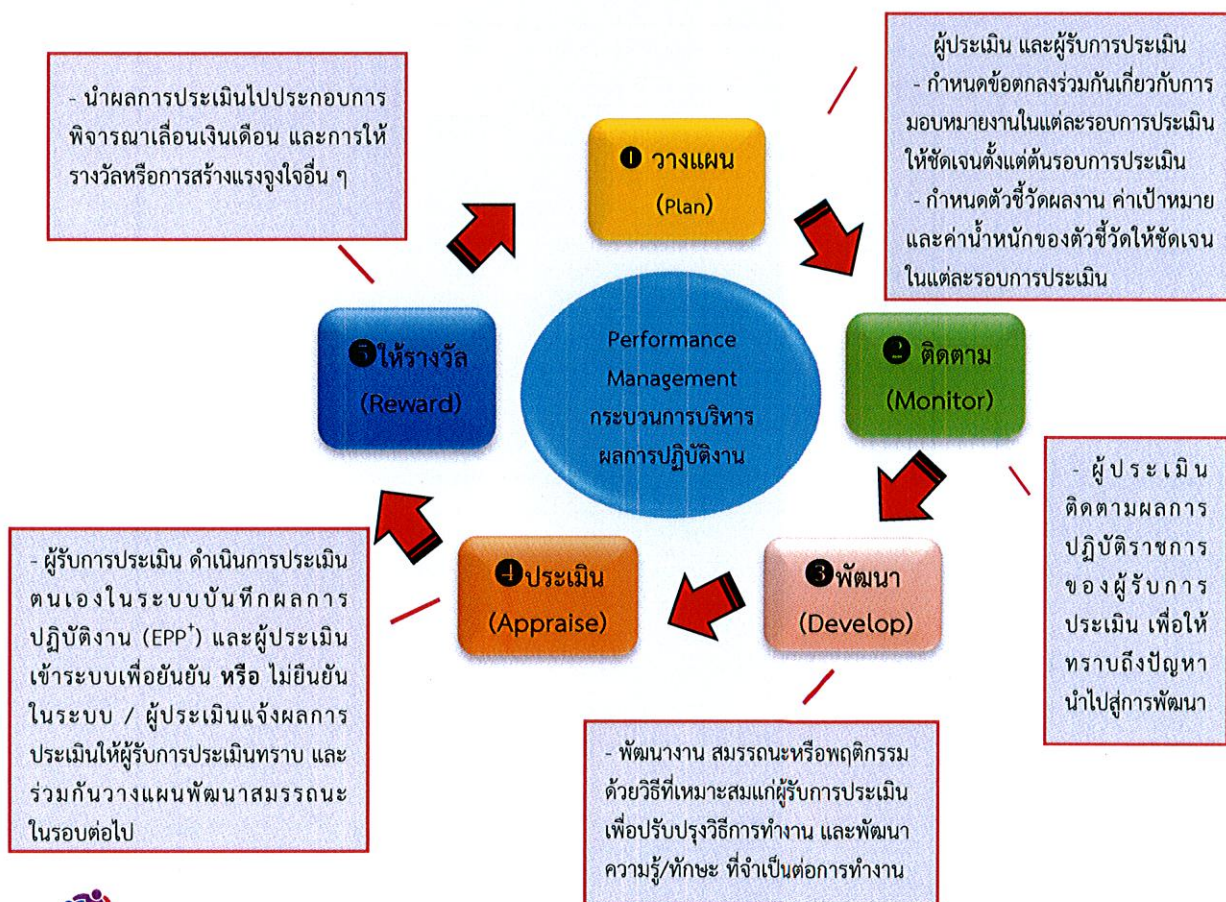 - นำผลการประเมินไปประกอบการ
พิจารณาเลื่อนเงินเดือน และการให้
รางวัลหรือการสร้างแรงจูงใจอื่น ๆ
❶ วางแผน
(Plan)
ผู้ประเมิน และผู้รับการประเมิน
- กำหนดข้อตกลงร่วมกันเกี่ยวกับการ
มอบหมายงานในแต่ละรอบการประเมิน
ให้ชัดเจนตั้งแต่ต้นรอบการประเมิน
- กำหนดตัวชี้วัดผลงาน ค่าเป้าหมาย
และค่าน้ำหนักของตัวชี้วัดให้ชัดเจน
ในแต่ละรอบการประเมิน
❺ให้รางวัล
(Reward)
Performance
Management
กระบวนการบริหาร
ผลการปฏิบัติงาน
❷ ติดตาม
(Monitor)
- ผู้ประเมิน
ติดตามผลการ
ปฏิบัติราชการ
ของผู้รับการ
ประเมิน เพื่อให้
ทราบถึงปัญหา
นำไปสู่การพัฒนา
❹ประเมิน
(Appraise)
❸พัฒนา
(Develop)
- ผู้รับการประเมิน ดำเนินการประเมิน
ตนเองในระบบบันทึกผลการ
ปฏิบัติงาน (EPP⁺) และผู้ประเมิน
เข้าระบบเพื่อยันยัน หรือ ไม่ยืนยัน
ในระบบ / ผู้ประเมินแจ้งผลการ
ประเมินให้ผู้รับการประเมินทราบ และ
ร่วมกันวางแผนพัฒนาสมรรถนะ
ในรอบต่อไป
- พัฒนางาน สมรรถนะหรือพฤติกรรม
ด้วยวิธีที่เหมาะสมแก่ผู้รับการประเมิน
เพื่อปรับปรุงวิธีการทำงาน และพัฒนา
ความรู้/ทักษะ ที่จำเป็นต่อการทำงาน